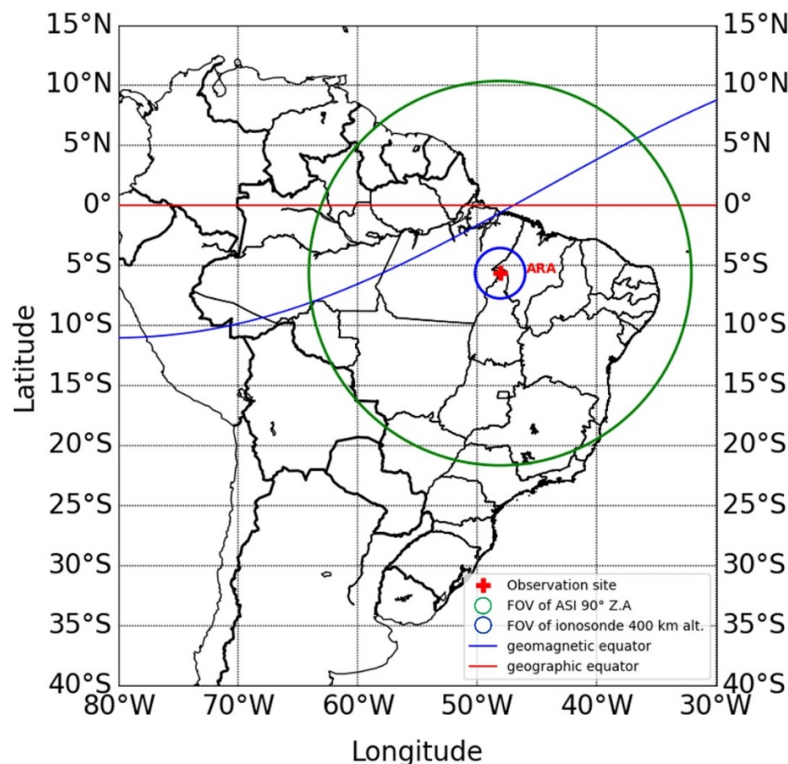 15°N 15°N
10°N 10°N
5°N 5°N
0° 0°
5°S ARA 5°S
10°S 10°S
15°S 15°S
20°S 20°S
25°S 25°S
30°S 30°S
35°S 35°S
40°S 40°S
Latitude
Observation site
FOV of ASI 90° Z.A
FOV of ionosonde 400 km alt.
geomagnetic equator
geographic equator
80°W 70°W 60°W 50°W 40°W 30°W
Longitude